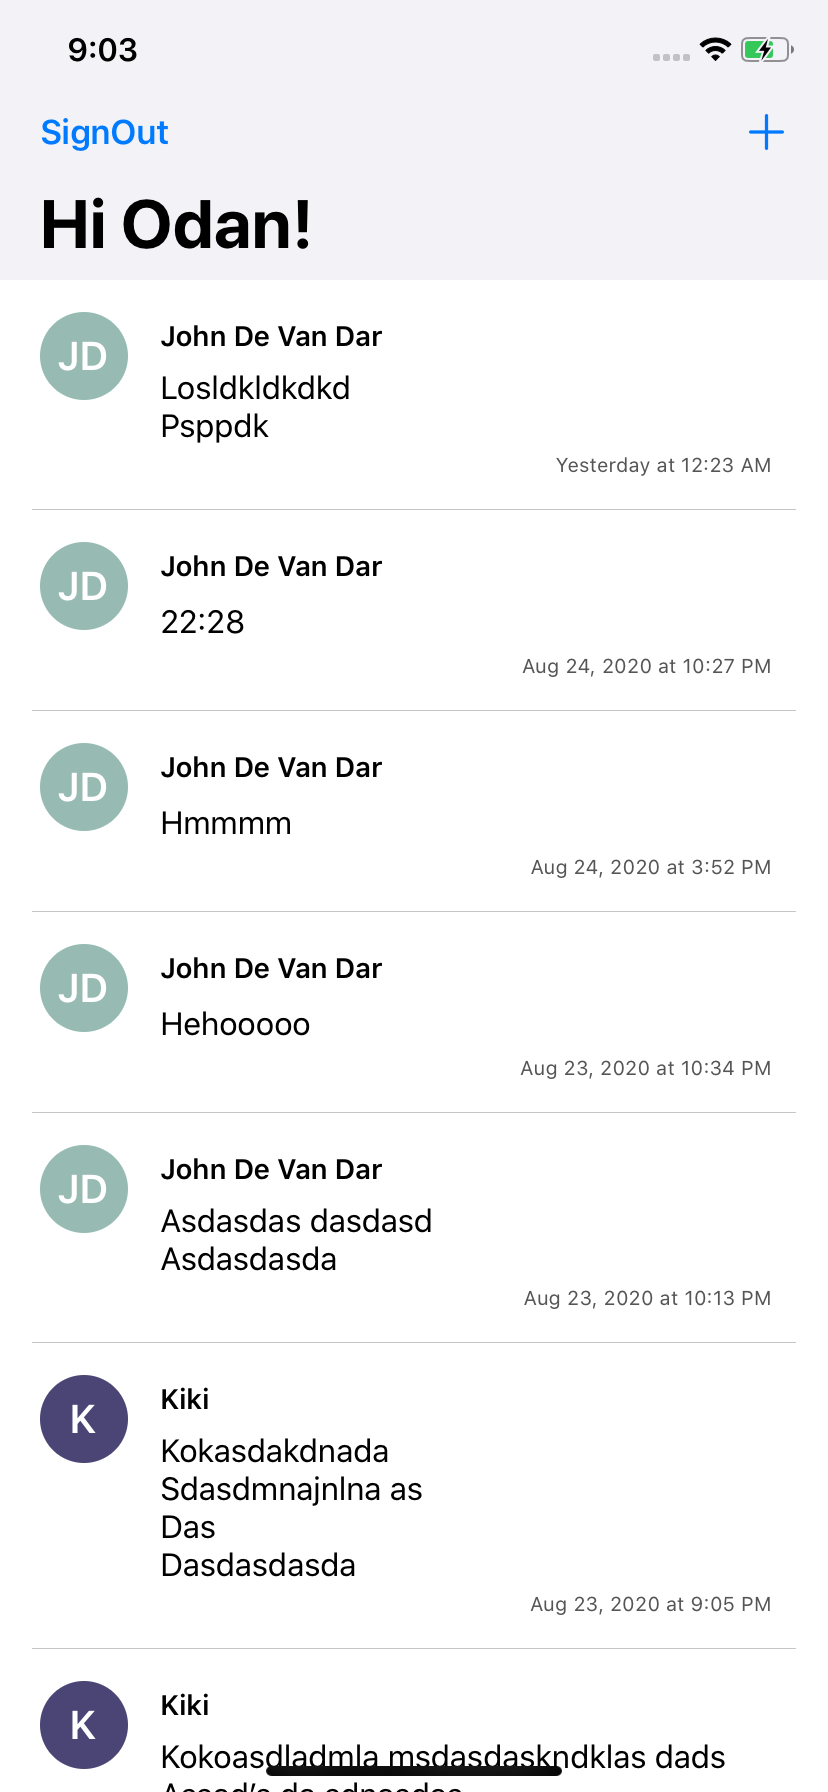 9:03
SignOut
Hi Odan!
JD
John De Van Dar
Losldkldkdkd
Psppdk
Yesterday at 12:23 AM
JD
John De Van Dar
22:28
Aug 24, 2020 at 10:27 PM
JD
John De Van Dar
Hmmmm
Aug 24, 2020 at 3:52 PM
JD
John De Van Dar
Hehooooo
Aug 23, 2020 at 10:34 PM
JD
John De Van Dar
Asdasdas dasdasd
Asdasdasda
Aug 23, 2020 at 10:13 PM
K
Kiki
Kokasdakdnada
Sdasdmnajnlna as
Das
Dasdasdasda
Aug 23, 2020 at 9:05 PM
K
Kiki
Kokoasdladmla msdasdaskndklas dads